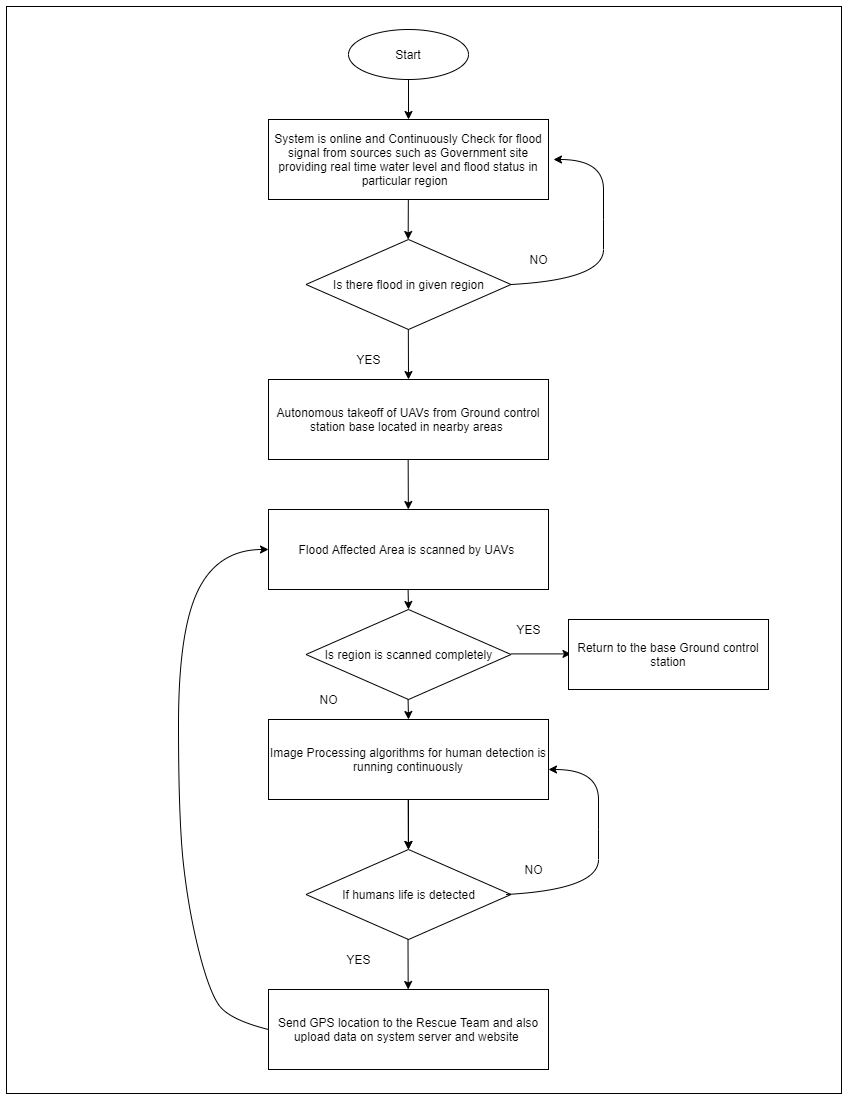 Start
System is online and Continuously Check for flood
signal from sources such as Government site
providing real time water level and flood status in
particular region
NO
Is there flood in given region
YES
Autonomous takeoff of UAVs from Ground control
station base located in nearby areas
Flood Affected Area is scanned by UAVs
YES
Is region is scanned completely
Return to the base Ground control
station
NO
Image Processing algorithms for human detection is
running continuously
NO
If humans life is detected
YES
Send GPS location to the Rescue Team and also
upload data on system server and website